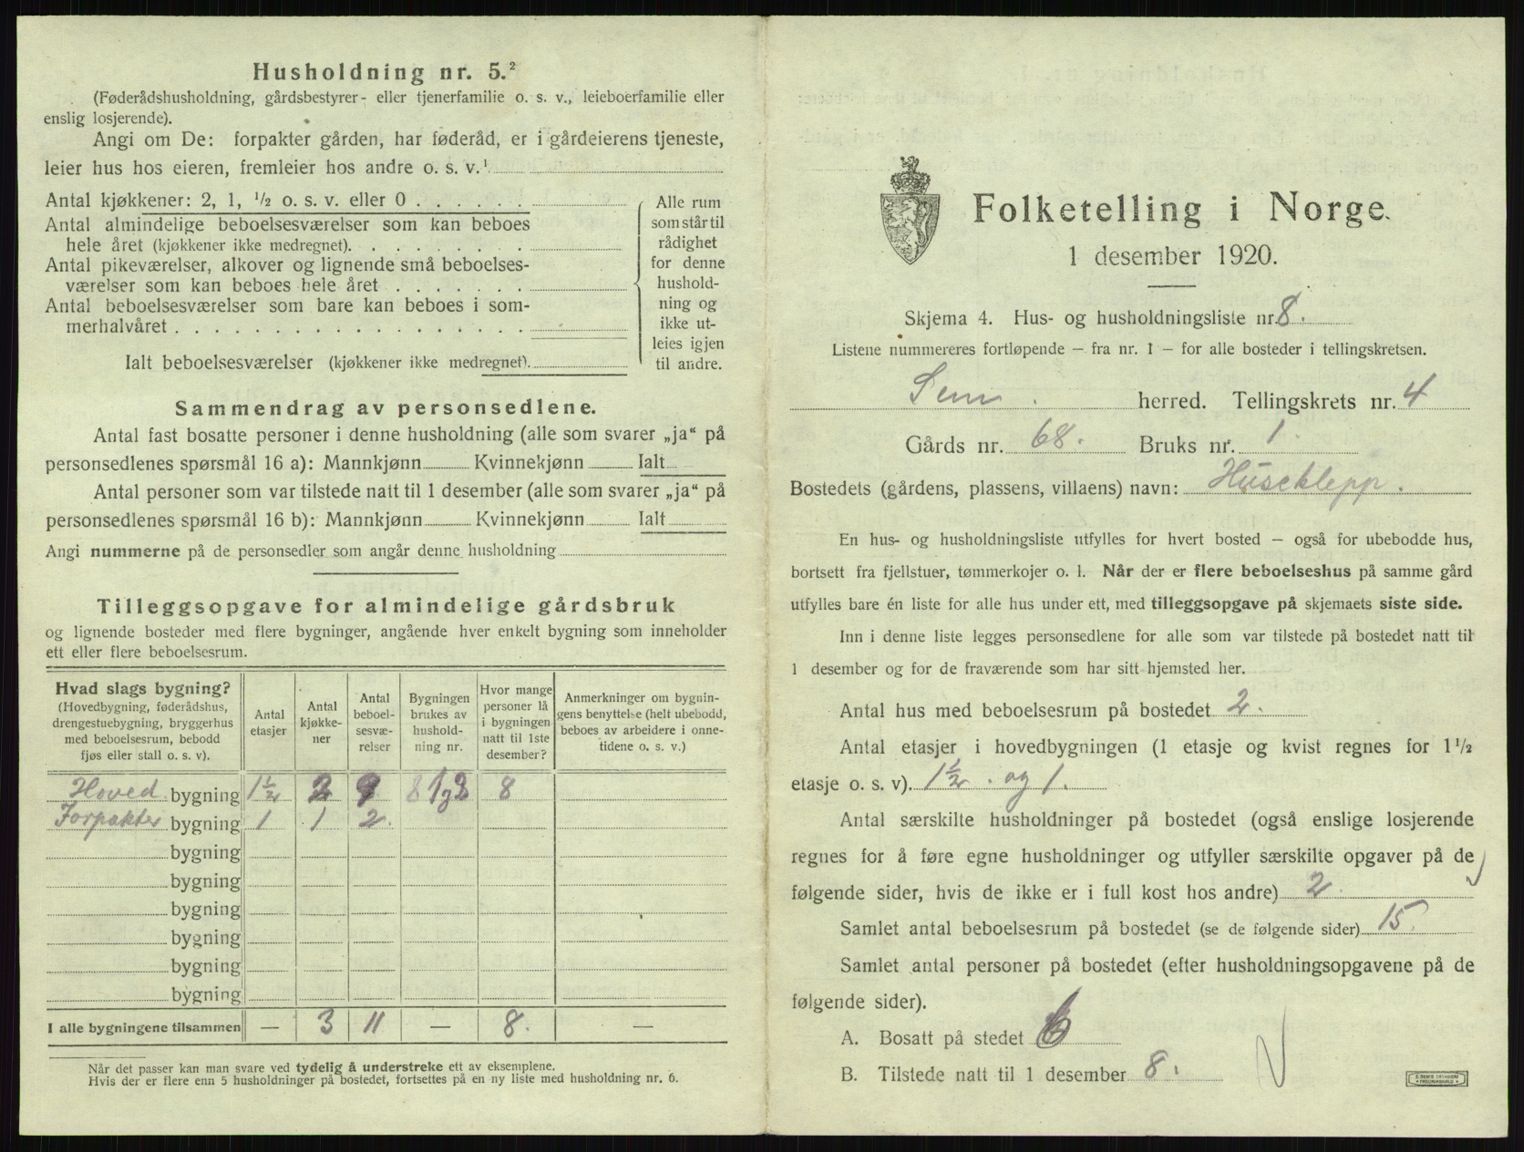 Husholdning nr. 5.²
(Føderådshusholdning, gårdsbestyrer- eller tjenerfamilie o. s. v., leieboerfamilie eller
enslig losjerende).
Angi om De: forpakter gården, har føderåd, er i gårdeierens tjeneste,
leier hus hos eieren, fremleier hos andre o. s. v.¹
Antal kjøkkener: 2, 1, ½ o. s. v. eller 0 . . . . . .
Antal almindelige beboelsesværelser som kan beboes
hele året (kjøkkener ikke medregnet). . . . . . . .
Antal pikeværelser, alkover og lignende små beboelses-
værelser som kan beboes hele året . . . . . . .
Antal beboelsesværelser som bare kan beboes i som-
merhalvåret . . . . . . . . . . . . . . . . .
Ialt beboelsesværelser (kjøkkener ikke medregnet).
Alle rum
som står til
rådighet
for denne
hushold-
ning og
ikke ut-
leies igjen
til andre.
Sammendrag av personsedlene.
Antal fast bosatte personer i denne husholdning (alle som svarer „ja“ på
personsedlenes spørsmål 16 a): Mannkjønn Kvinnekjønn Ialt
Antal personer som var tilstede natt til 1 desember (alle som svarer „ja“ på
personsedlenes spørsmål 16 b): Mannkjønn Kvinnekjønn Ialt
Angi nummerne på de personsedler som angår denne husholdning
Tilleggsopgave for almindelige gårdsbruk
og lignende bosteder med flere bygninger, angående hver enkelt bygning som inneholder
ett eller flere beboelsesrum.
Hvad slags bygning?
(Hovedbygning, føderådshus,
drengestuebygning, bryggerhus
med beboelsesrum, bebodd
fjøs eller stall o. s. v).
Antal
etasjer
Antal
kjøkke-
ner
Antal
beboel-
sesvæ-
relser
Bygningen
brukes av
hushold-
ning nr.
Hvor mange
personer lå
i bygningen
natt til 1ste
desember?
Anmerkninger om bygnin-
gens benyttelse (helt ubebodd,
beboes av arbeidere i onne-
tidene o. s. v.)
Hoved bygning 1½ 2 9 8
Forpakter bygning 1 1 2.
bygning
bygning
bygning
bygning
bygning
bygning
I alle bygningene tilsammen — 3 11 — 8. —
Når det passer kan man svare ved tydelig å understreke ett av eksemplene.
Hvis der er flere enn 5 husholdninger på bostedet, fortsettes på en ny liste med husholdning nr. 6.
Folketelling i Norge.
1 desember 1920.
Skjema 4. Hus- og husholdningsliste nr. 8.
Listene nummereres fortløpende – fra nr. 1 – for alle bosteder i tellingskretsen.
Sem. herred. Tellingskrets nr. 4
Gårds nr. 68. Bruks nr. 1.
Bostedets (gårdens, plassens, villaens) navn: Huseklepp.
En hus- og husholdningsliste utfylles for hvert bosted – også for ubebodde hus,
bortsett fra fjellstuer, tømmerkojer o. l. Når der er flere beboelseshus på samme gård
utfylles bare én liste for alle hus under ett, med tilleggsopgave på skjemaets siste side.
Inn i denne liste legges personsedlene for alle som var tilstede på bostedet natt til
1 desember og for de fraværende som har sitt hjemsted her.
Antal hus med beboelsesrum på bostedet 2.
Antal etasjer i hovedbygningen (1 etasje og kvist regnes for 1½
etasje o. s. v). 1½. og 1.
Antal særskilte husholdninger på bostedet (også enslige losjerende
regnes for å føre egne husholdninger og utfyller særskilte opgaver på de
følgende sider, hvis de ikke er i full kost hos andre) 2.
Samlet antal beboelsesrum på bostedet (se de følgende sider) 15.
Samlet antal personer på bostedet (efter husholdningsopgavene på de
følgende sider).
A. Bosatt på stedet 6
B. Tilstede natt til 1 desember 8.